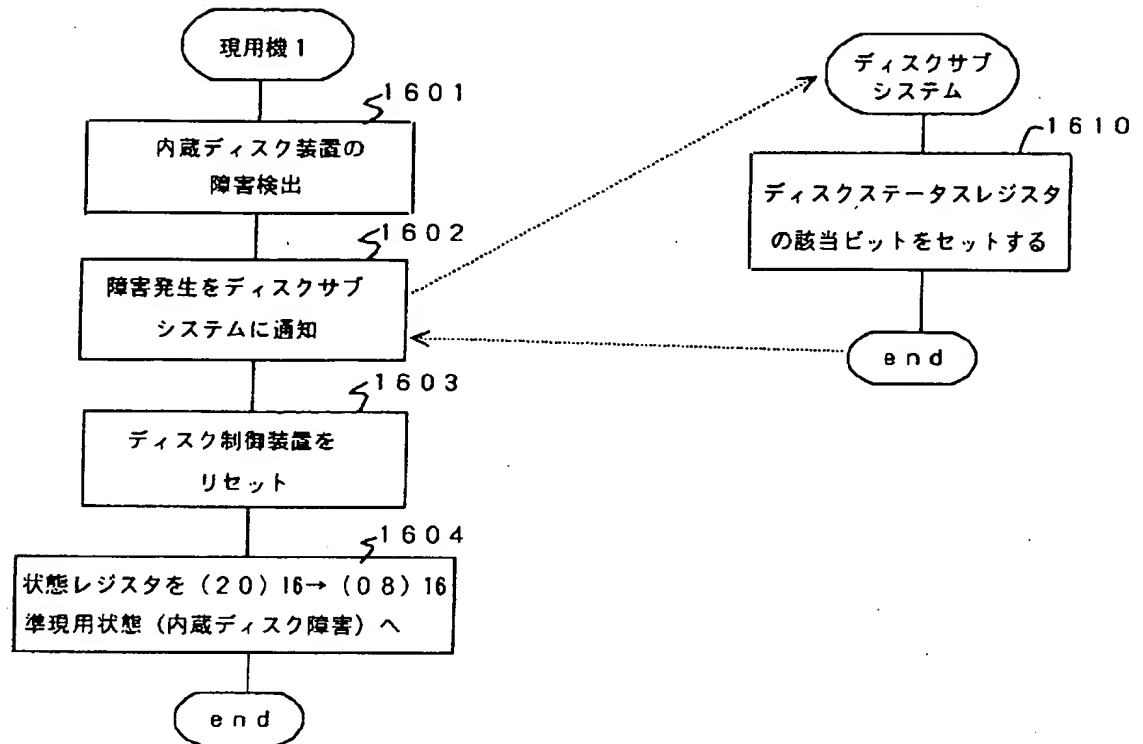 現用機1
1601
内蔵ディスク装置の
障害検出
1602
障害発生をディスクサブ
システムに通知
1603
ディスク制御装置を
リセット
1604
状態レジスタを(20)16→(08)16
準現用状態(内蔵ディスク障害)へ
end
ディスクサブ
システム
1610
ディスクステータスレジスタ
の該当ビットをセットする
end